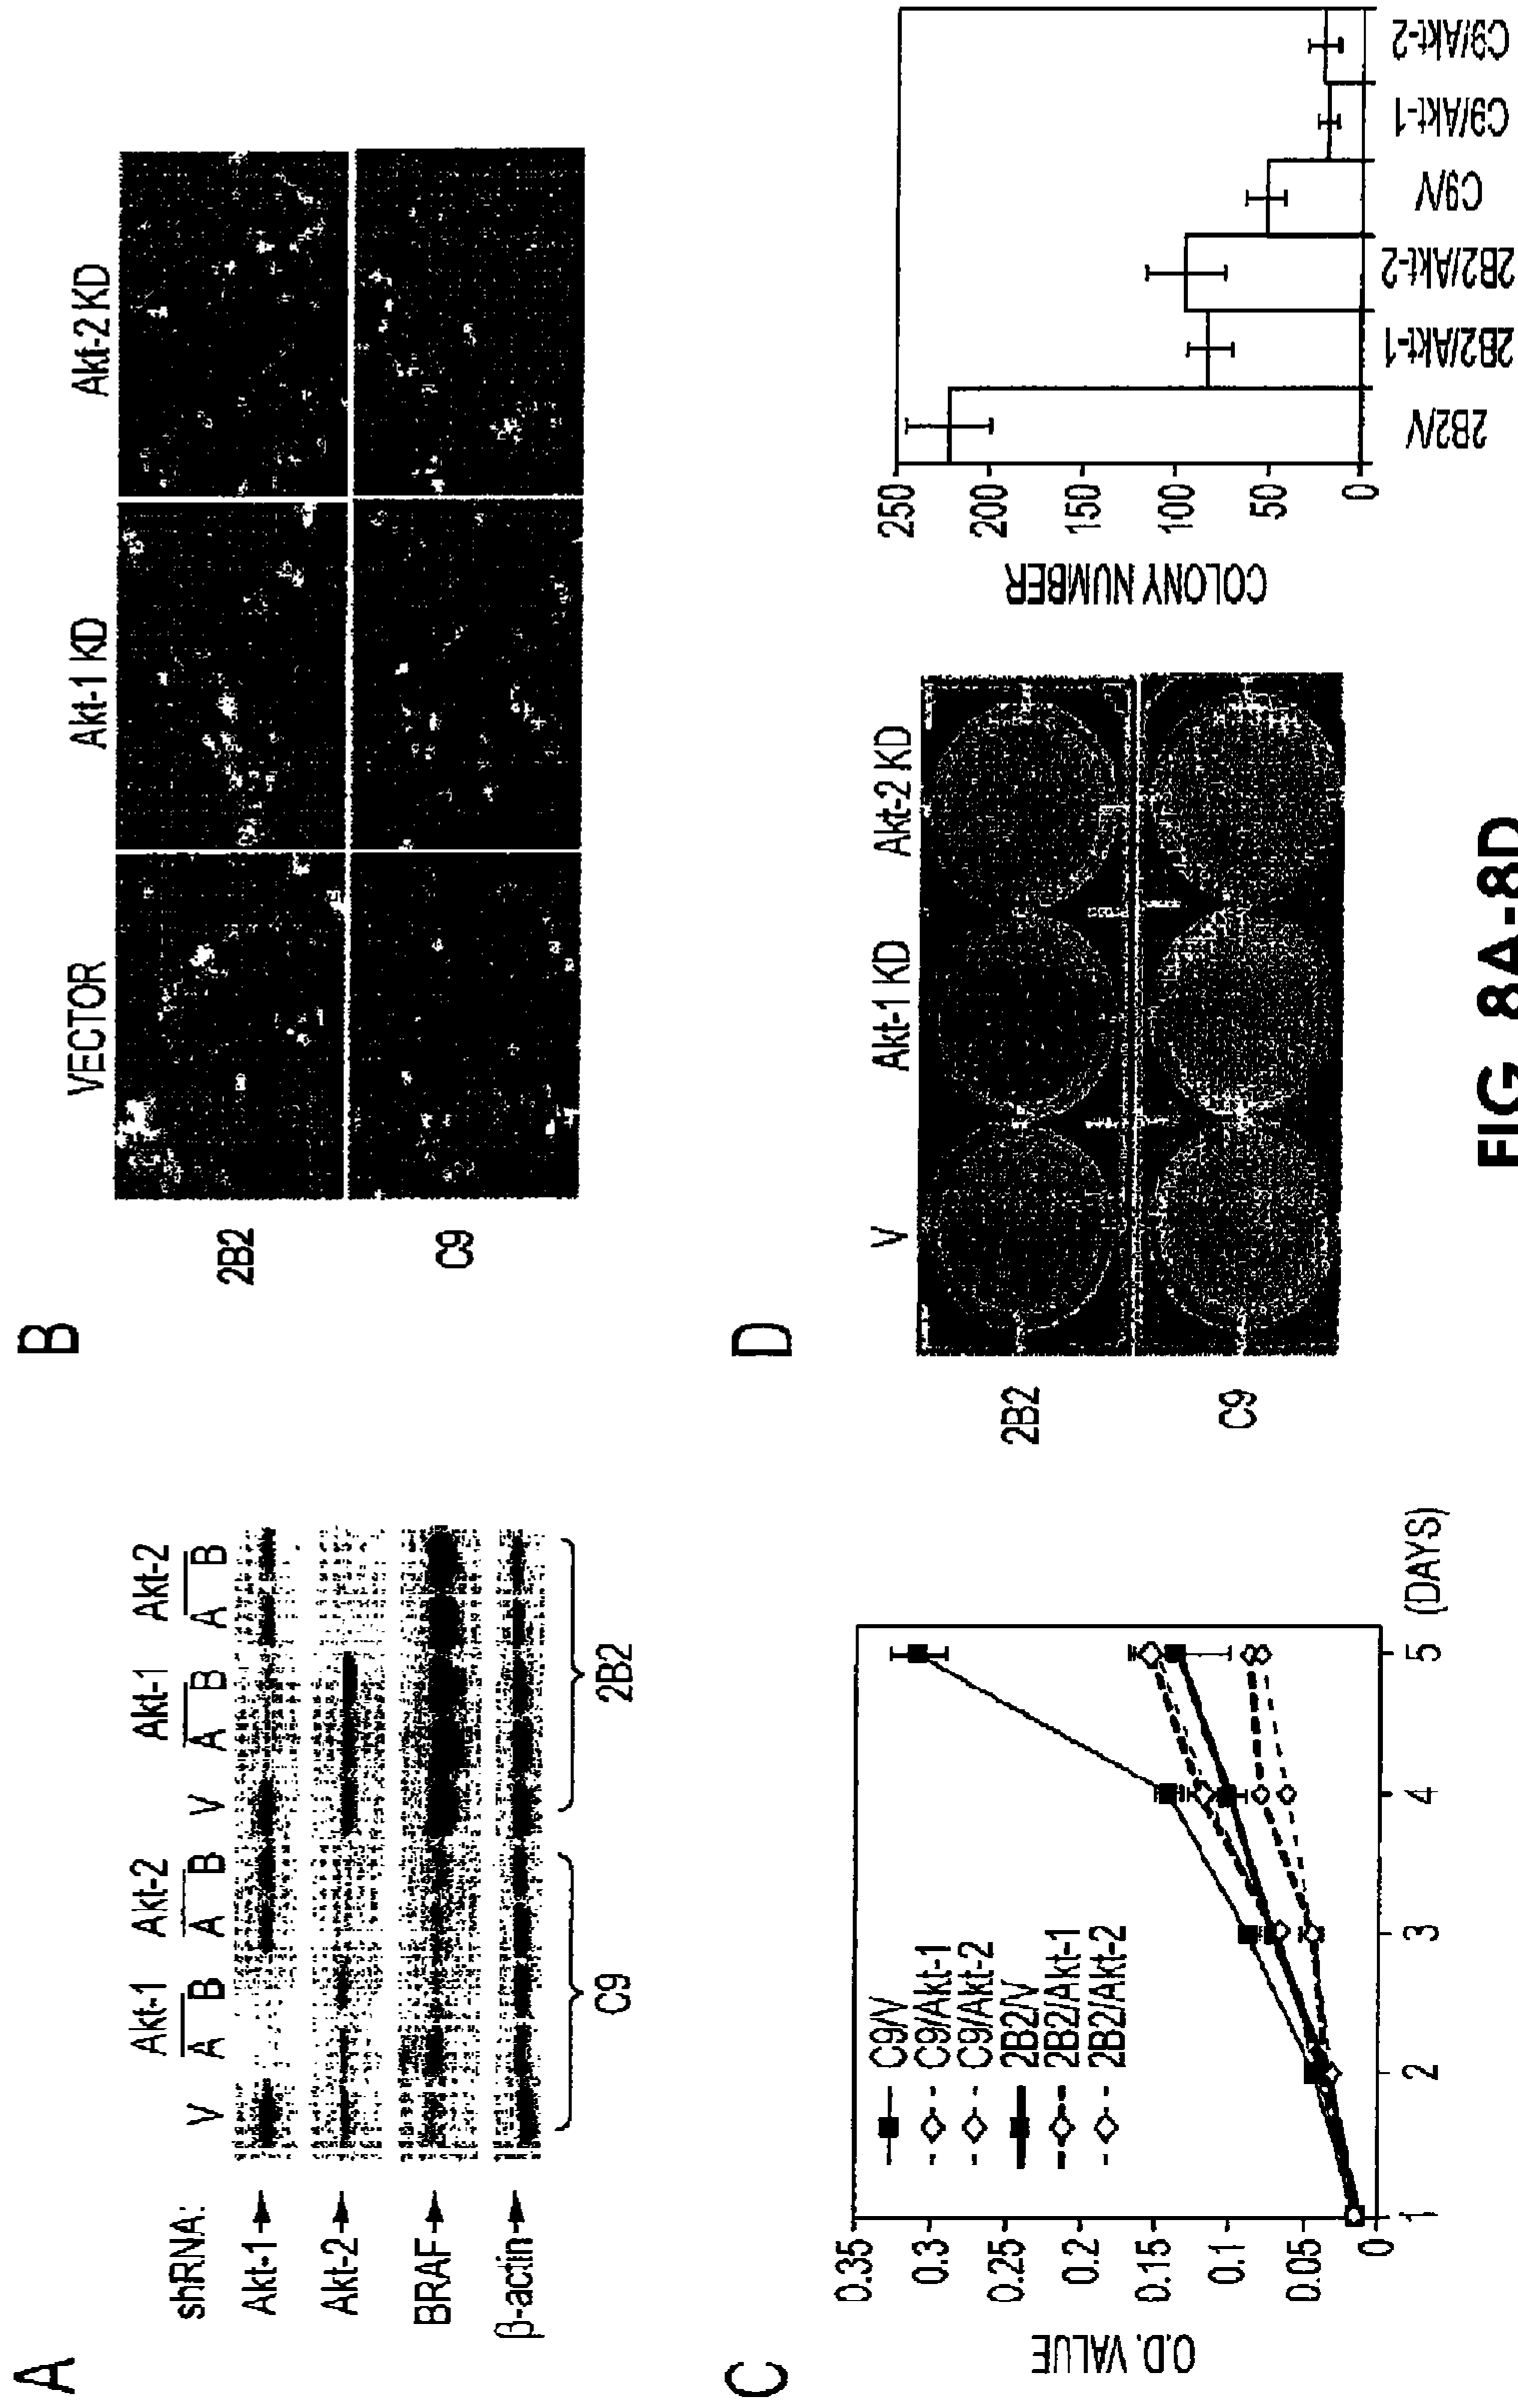 A
shRNA:
Akt-1 Akt-2 Akt-1 Akt-2
V A B A B V A B A B
Akt-1
Akt-2
BRAF
β-actin
C9 2B2
B
VECTOR Akt-1 KD Akt-2 KD
2B2
C9
C
O.D. VALUE
0.35
0.3
0.25
0.2
0.15
0.1
0.05
0
C9/V
C9/Akt-1
C9/Akt-2
2B2/V
2B2/Akt-1
2B2/Akt-2
1 2 3 4 5 (DAYS)
D
V Akt-1 KD Akt-2 KD
2B2
C9
COLONY NUMBER
250
200
150
100
50
0
2B2/V
2B2/Akt-1
2B2/Akt-2
C9/V
C9/Akt-1
C9/Akt-2
FIG. 8A-8D